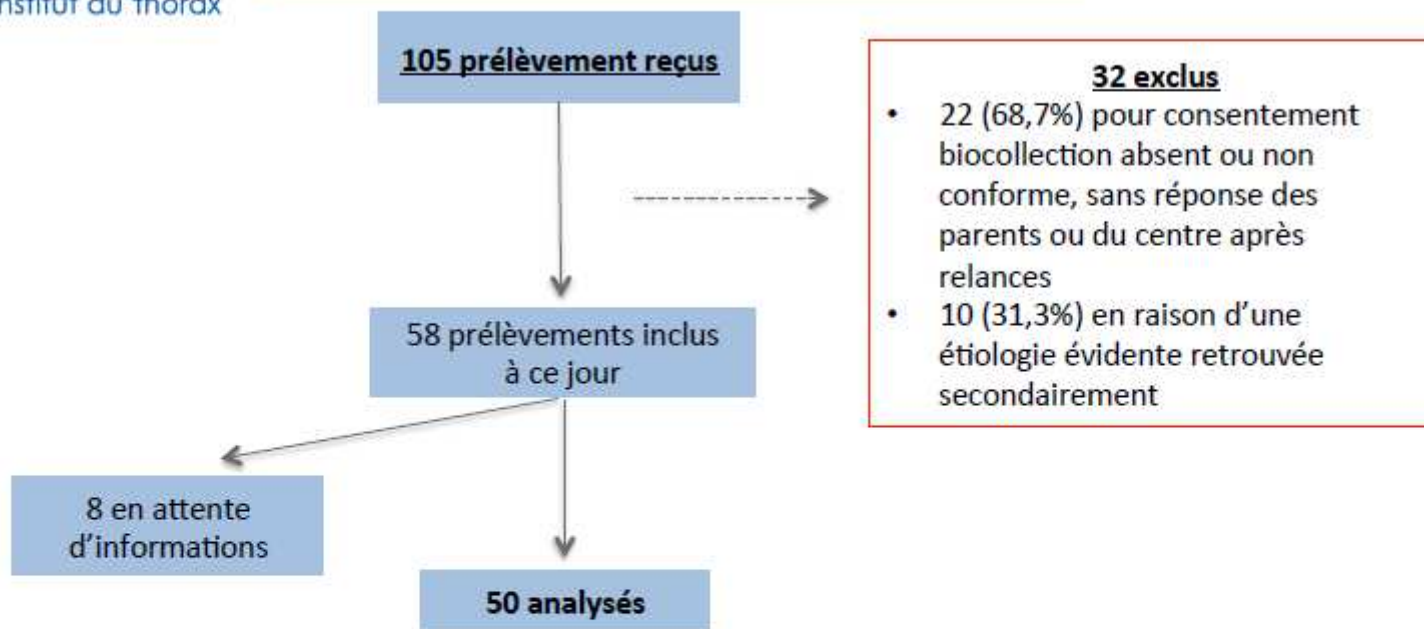 nstitut du thorax
105 prélèvement reçus
32 exclus
• 22 (68,7%) pour consentement
biocollection absent ou non
conforme, sans réponse des
parents ou du centre après
relances
• 10 (31,3%) en raison d'une
étiologie évidente retrouvée
secondairement
58 prélèvements inclus
à ce jour
8 en attente
d'informations
50 analysés